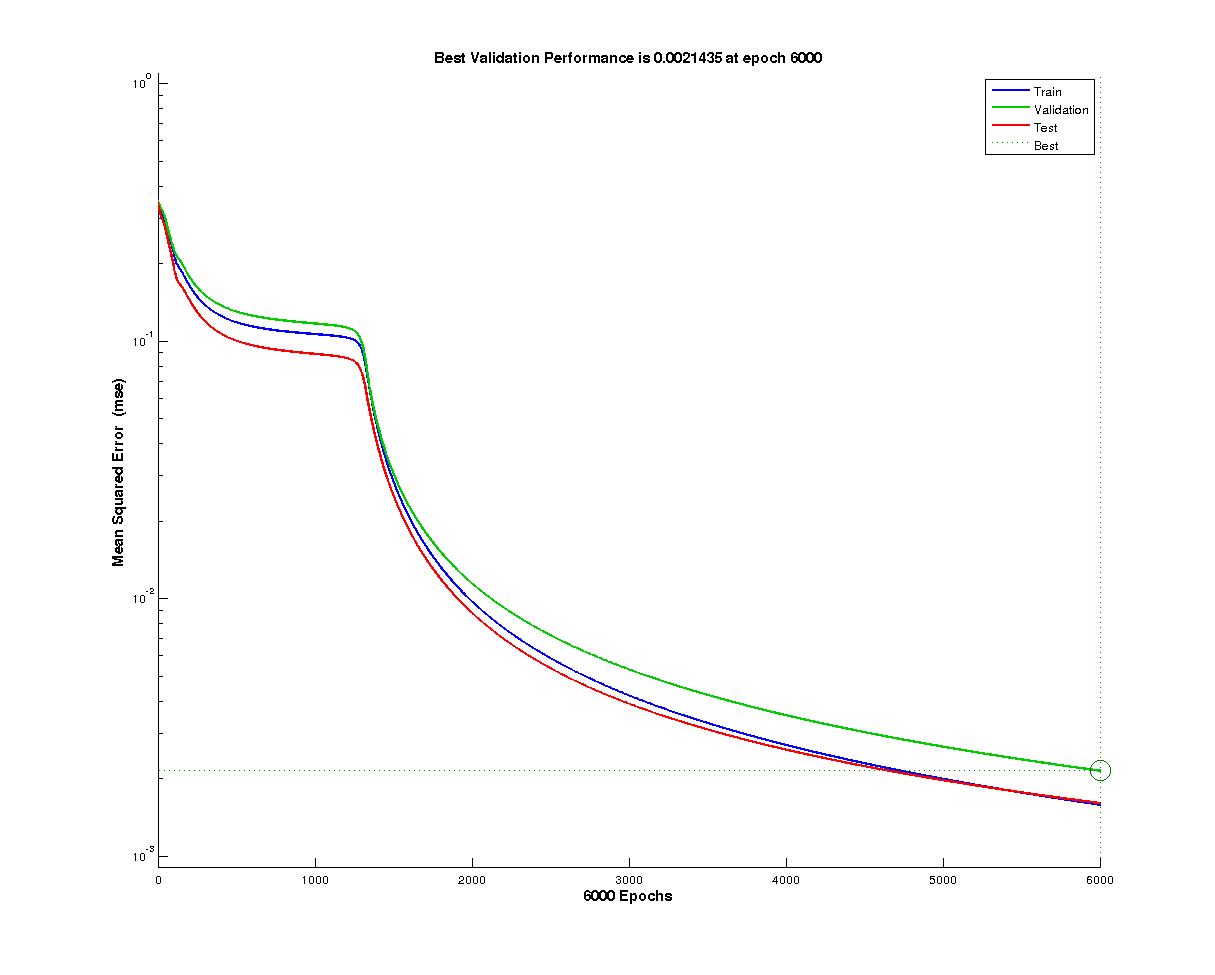 Best Validation Performance is 0.0021435 at epoch 6000
10^0
Train
Validation
Test
Best
10^-1
Mean Squared Error (mse)
10^-2
10^-3
0 1000 2000 3000 4000 5000 6000
6000 Epochs